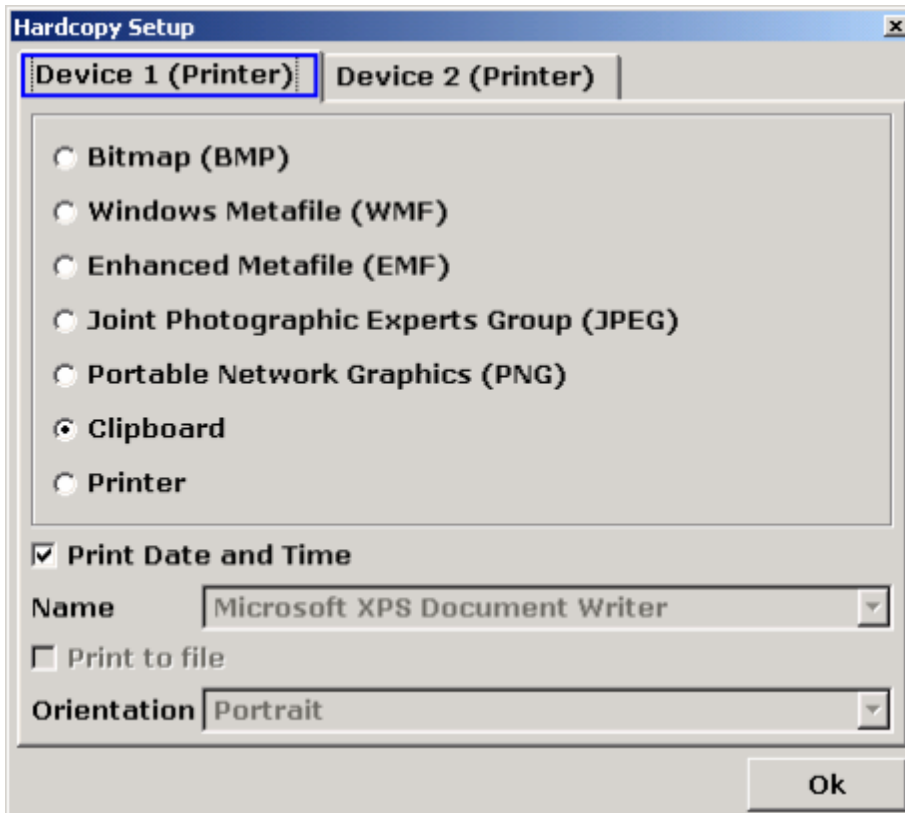 Hardcopy Setup
Device 1 (Printer) Device 2 (Printer)
Bitmap (BMP)
Windows Metafile (WMF)
Enhanced Metafile (EMF)
Joint Photographic Experts Group (JPEG)
Portable Network Graphics (PNG)
Clipboard
Printer
Print Date and Time
Name Microsoft XPS Document Writer
Print to file
Orientation Portrait
Ok